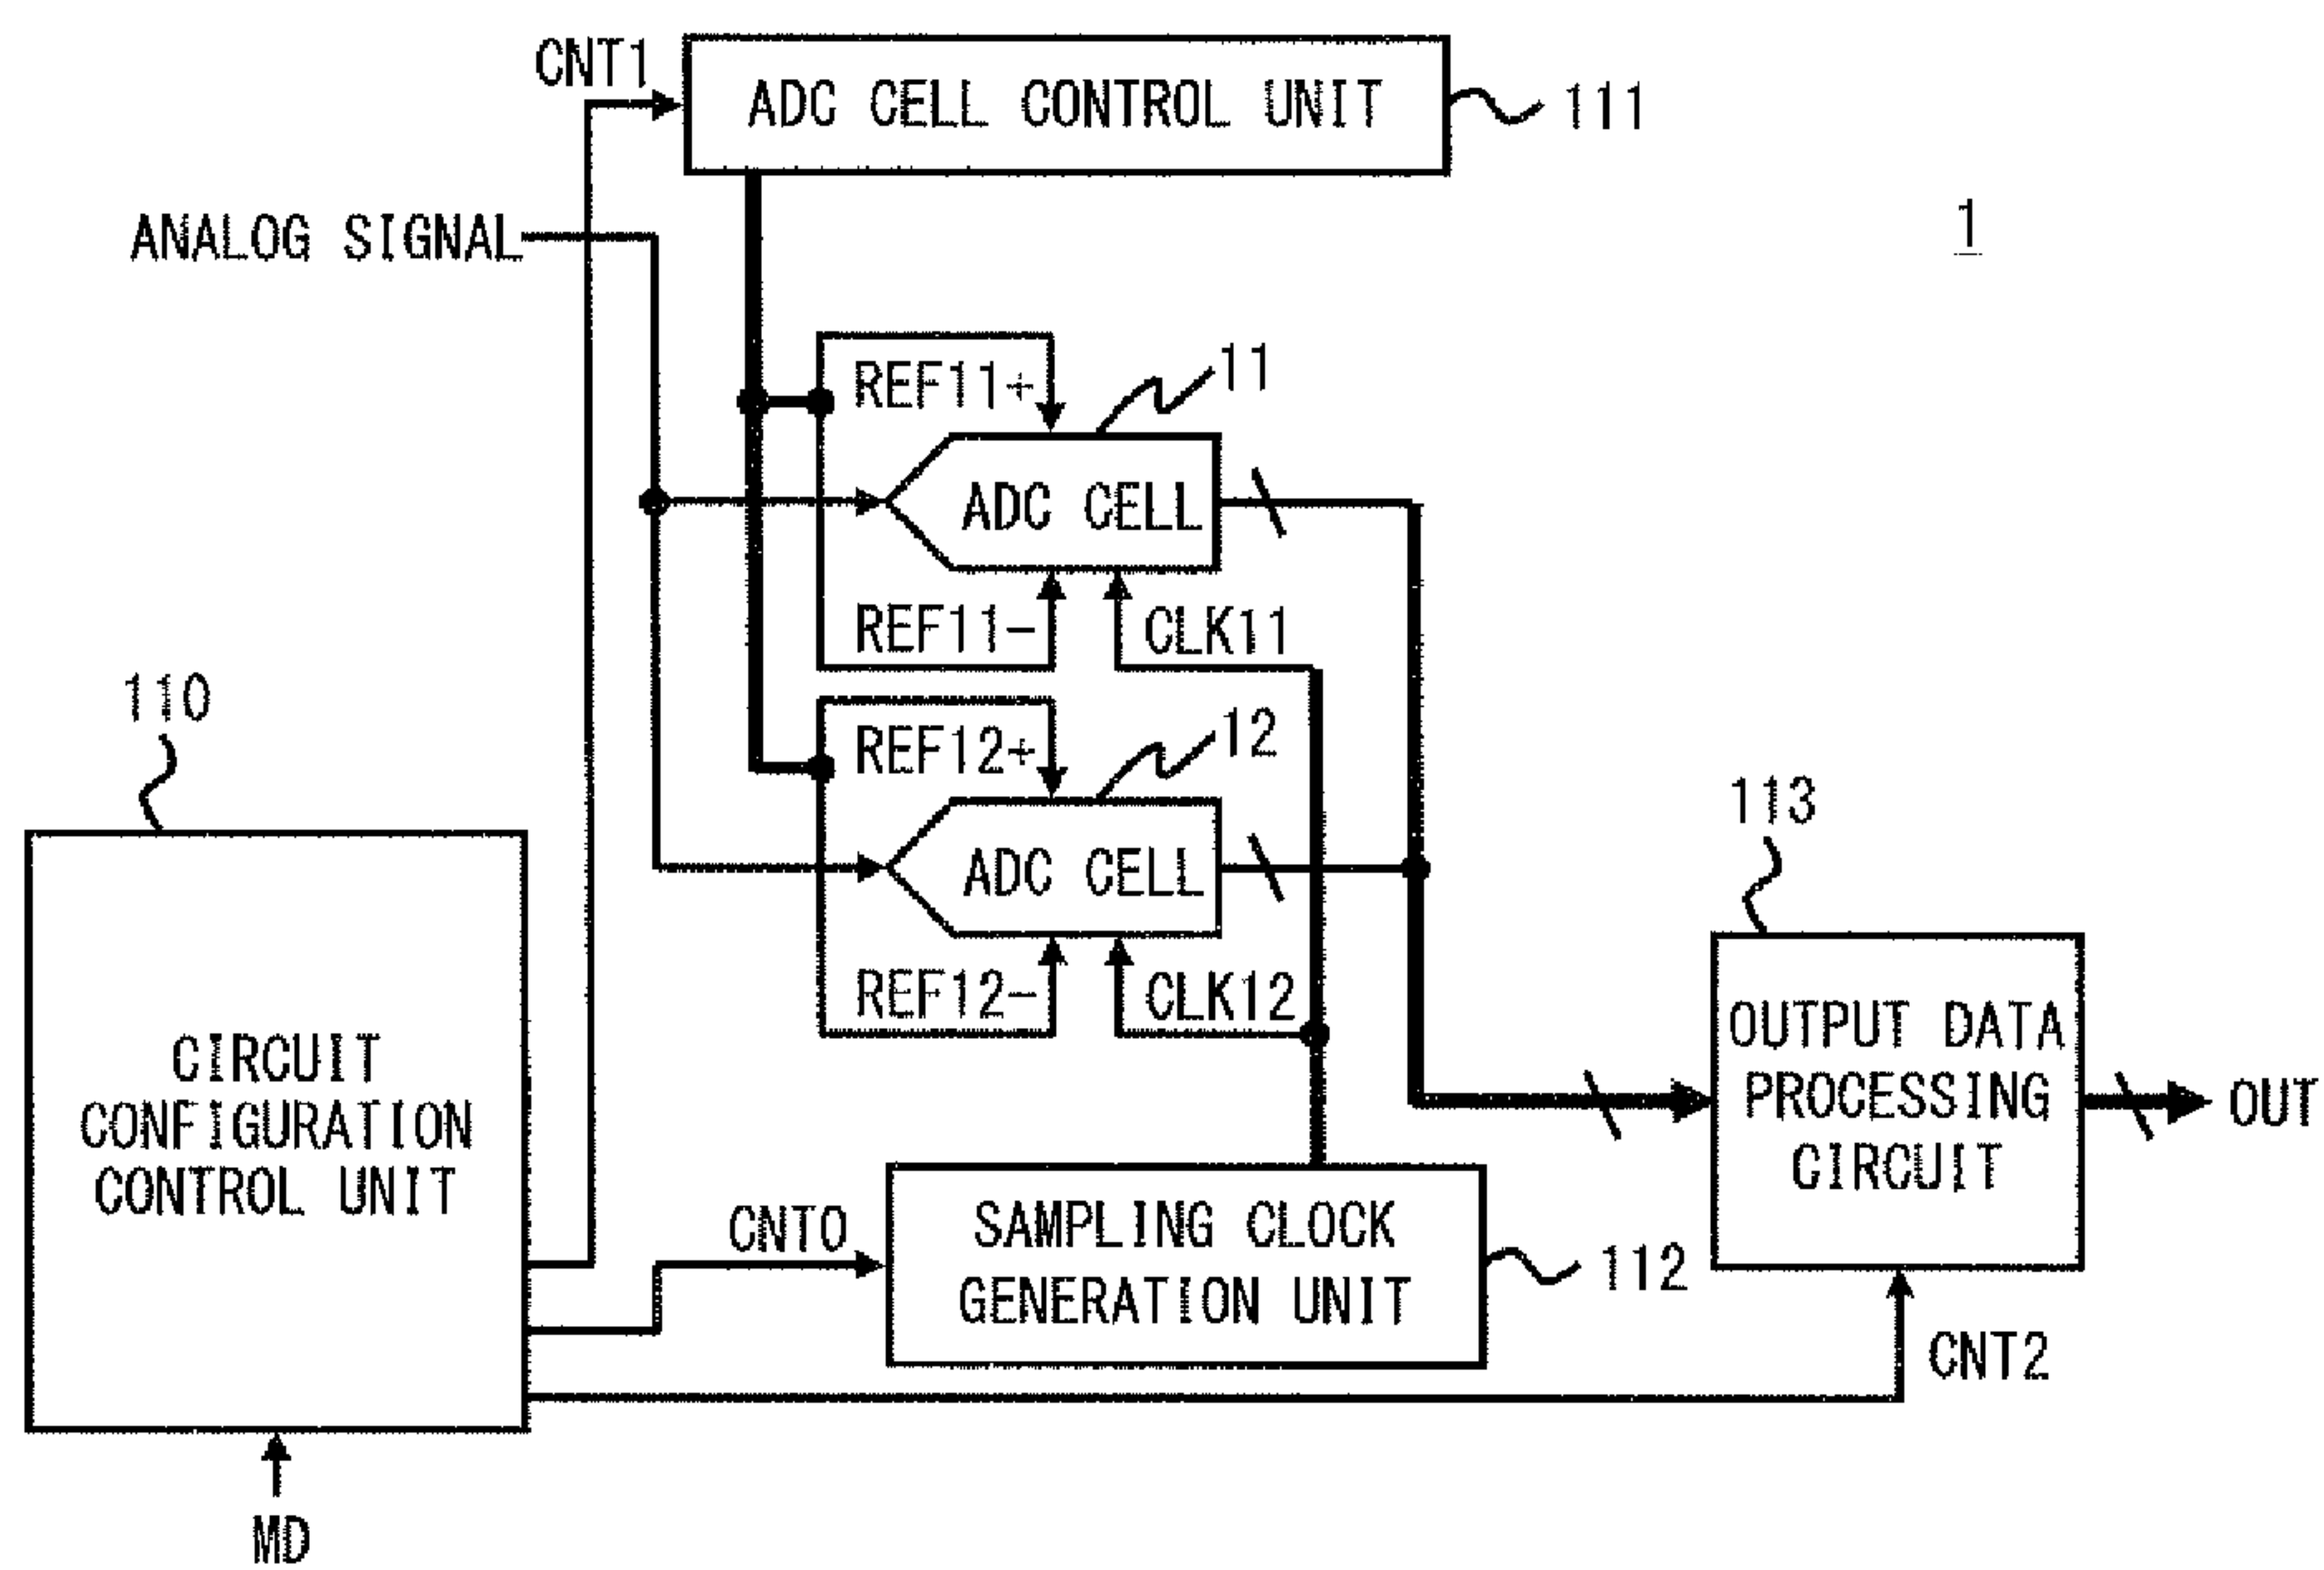 CNT1
ADC CELL CONTROL UNIT
111
ANALOG SIGNAL
1
REF11+
11
ADC CELL
REF11-
CLK11
110
REF12+
12
113
ADC CELL
REF12-
CLK12
CIRCUIT
CONFIGURATION
CONTROL UNIT
OUTPUT DATA
PROCESSING
CIRCUIT
OUT
CNT0
SAMPLING CLOCK
GENERATION UNIT
112
CNT2
MD